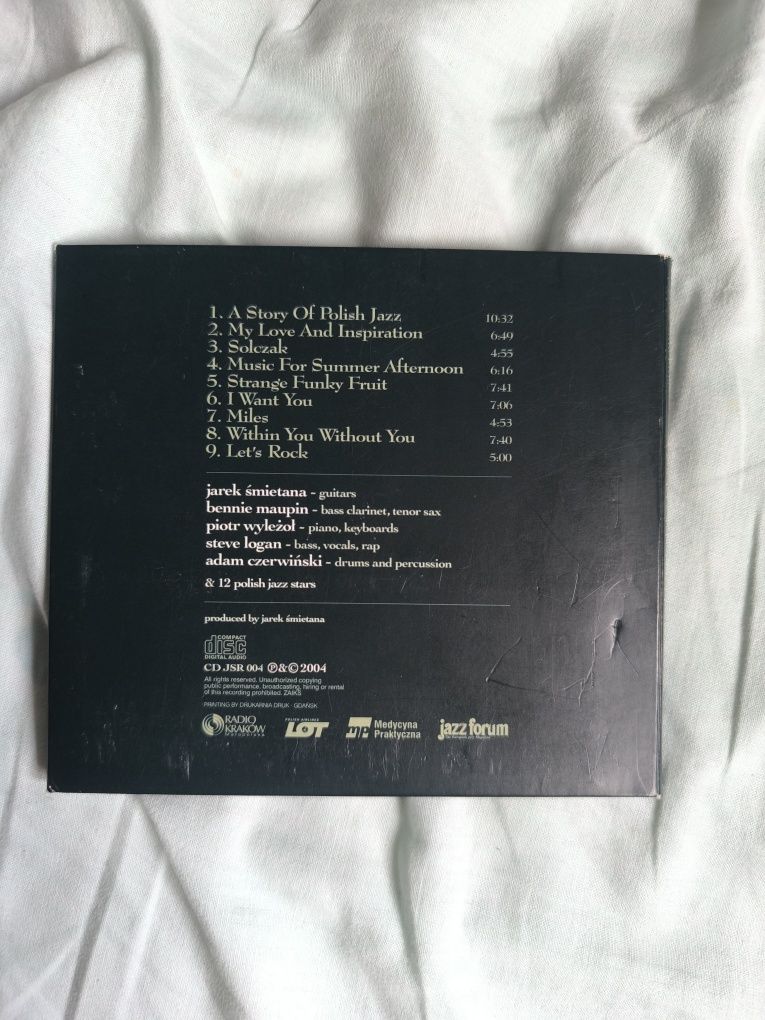 1. A Story Of Polish Jazz 10:32
2. My Love And Inspiration 6:49
3. Solczak 4:55
4. Music For Summer Afternoon 6:16
5. Strange Funky Fruit 7:41
6. I Want You 7:06
7. Miles 4:53
8. Within You Without You 7:40
9. Let's Rock 5:00
jarek śmietana - guitars
bennie maupin - bass clarinet, tenor sax
piotr wyleżoł - piano, keyboards
steve logan - bass, vocals, rap
adam czerwiński - drums and percussion
& 12 polish jazz stars
produced by jarek śmietana
COMPACT
disc
DIGITAL AUDIO
CD JSR 004 ℗&© 2004
All rights reserved. Unauthorized copying
public performance, broadcasting, hiring or rental
of this recording prohibited. ZAIKS
PRINTING BY DRUKARNIA DRUK - GDAŃSK
RADIO
KRAKÓW
Małopolska
POLISH AIRLINES
LOT
mp Medycyna
Praktyczna
jazz forum